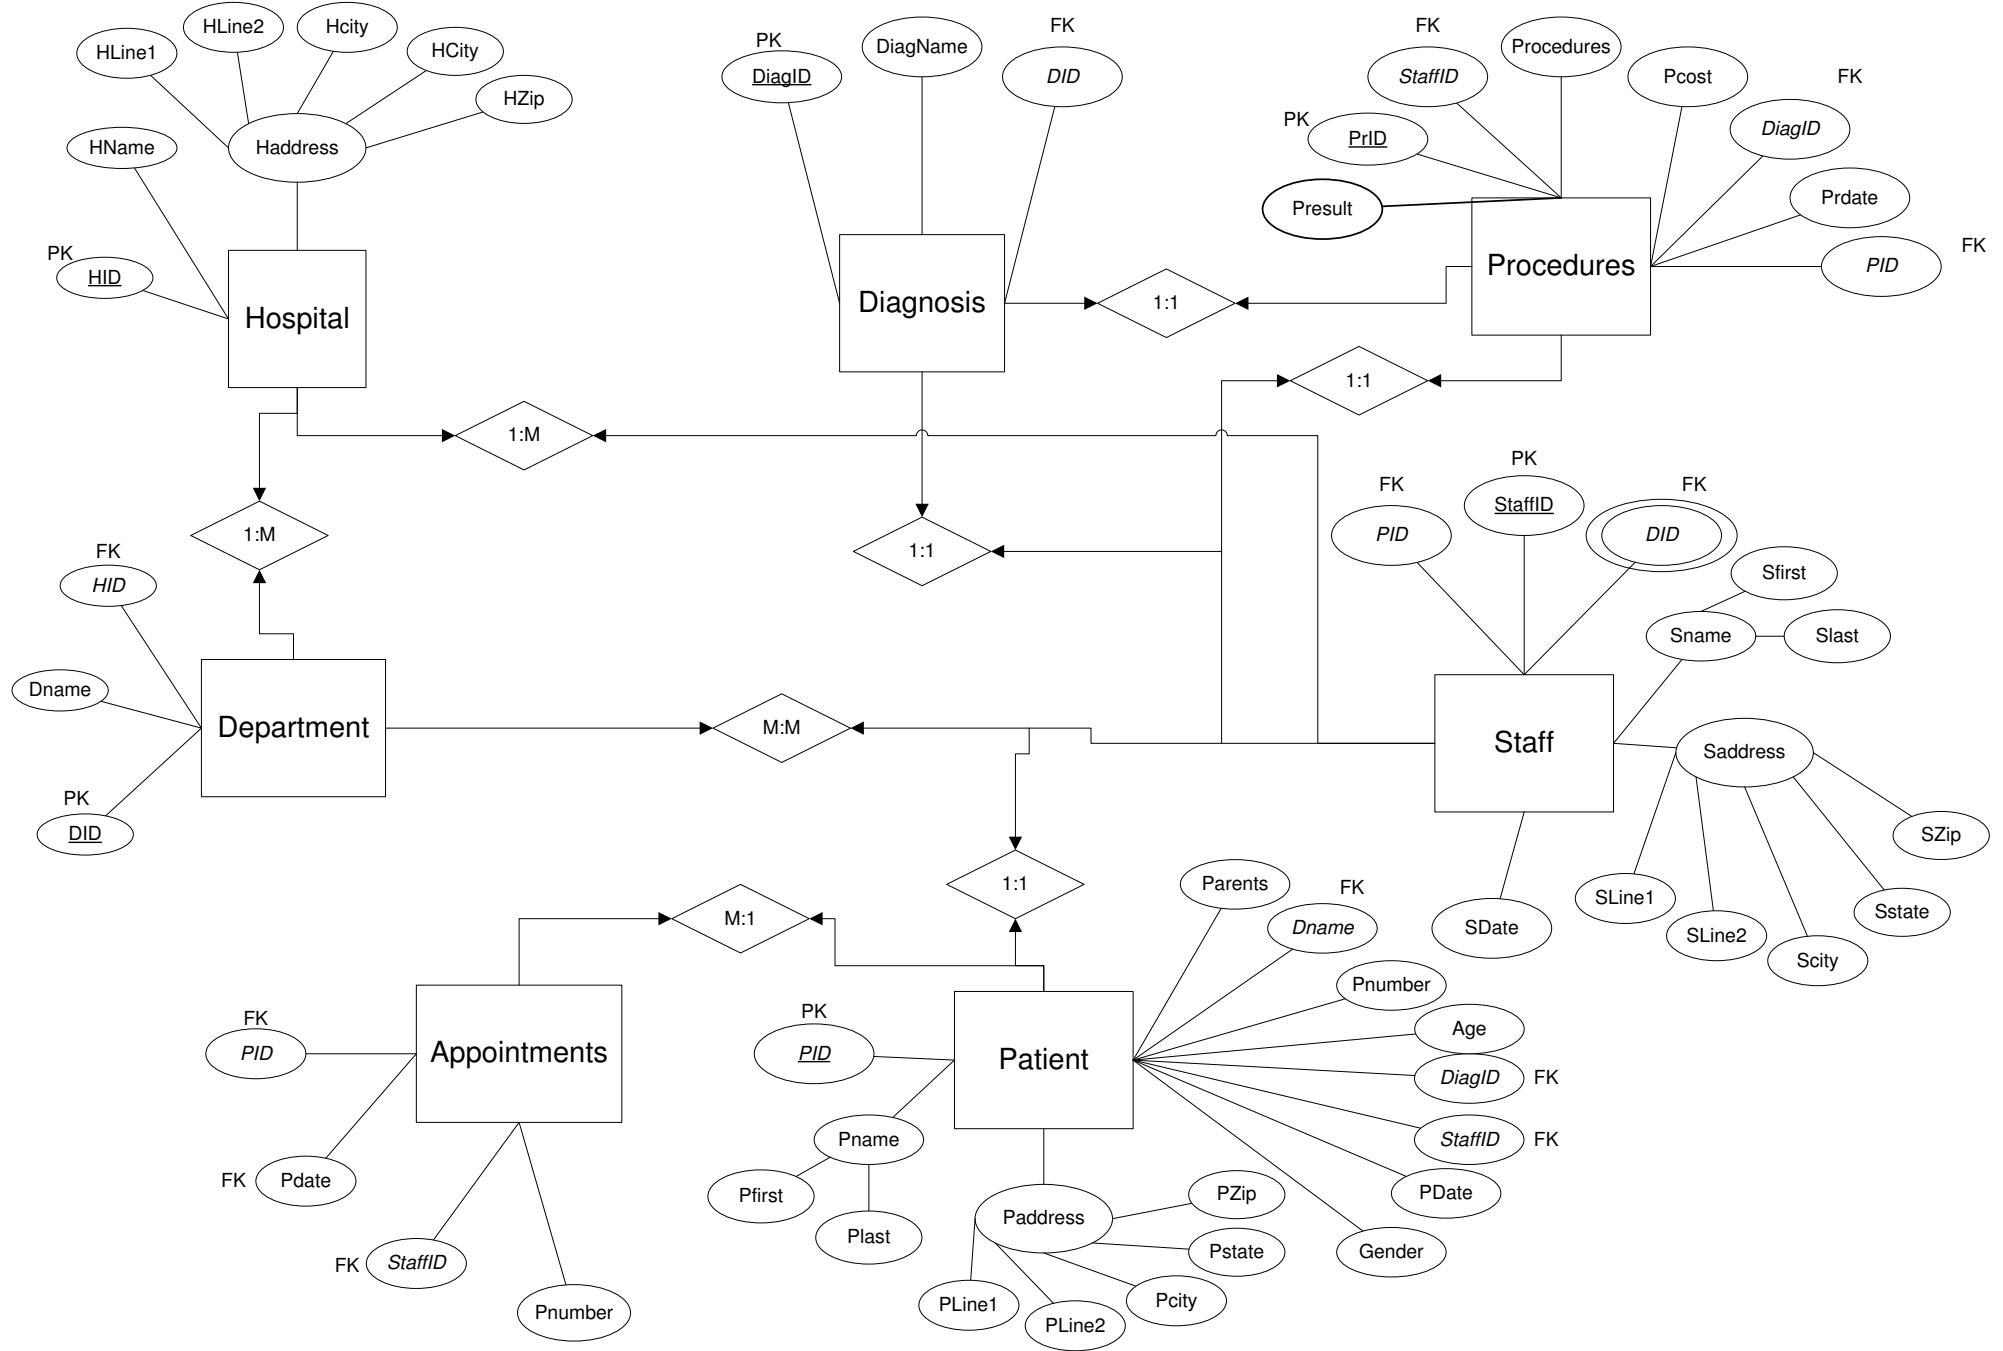 HLine1
HLine2
Hcity
HCity
HZip
Haddress
HName
PK
HID
Hospital
PK
DiagID
DiagName
FK
DID
Diagnosis
1:1
FK
StaffID
Procedures
Pcost
FK
DiagID
PK
PrID
Presult
Prdate
FK
PID
Procedures
1:1
1:M
1:M
1:1
FK
HID
Dname
PK
DID
Department
M:M
FK
PID
PK
StaffID
FK
DID
Sfirst
Sname
Slast
Staff
Saddress
SZip
Sstate
Scity
SLine2
SLine1
SDate
1:1
M:1
Appointments
FK
PID
FK
Pdate
FK
StaffID
Pnumber
PK
PID
Patient
Parents
FK
Dname
Pnumber
Age
DiagID
FK
StaffID
FK
PDate
Gender
Pname
Pfirst
Plast
Paddress
PZip
Pstate
Pcity
PLine2
PLine1